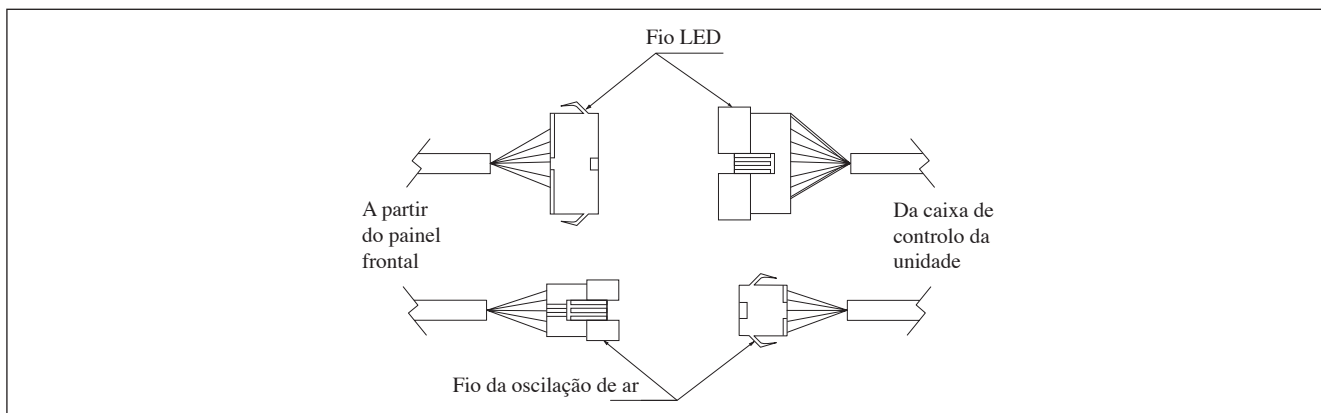 Fio LED
A partir
do painel
frontal
Da caixa de
controlo da
unidade
Fio da oscilação de ar